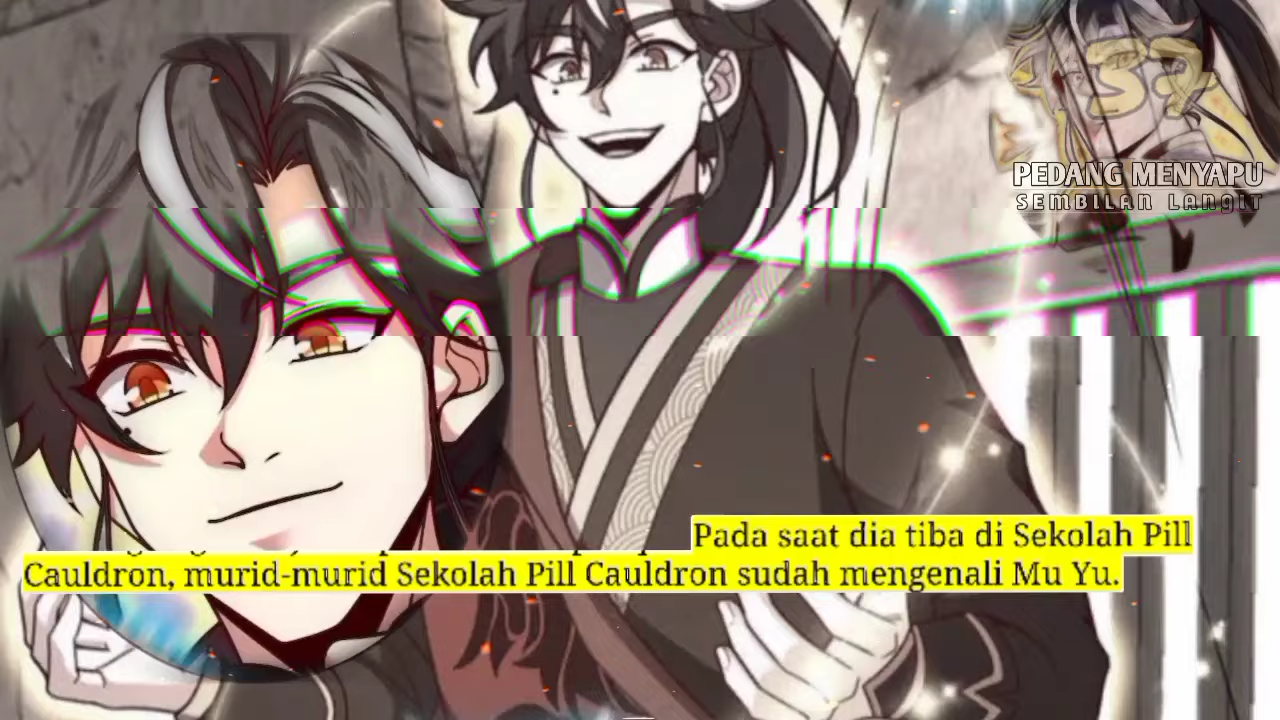 37
PEDANG MENYAPU
SEMBILAN LANGIT
Pada saat dia tiba di Sekolah Pill
Cauldron, murid-murid Sekolah Pill Cauldron sudah mengenali Mu Yu.